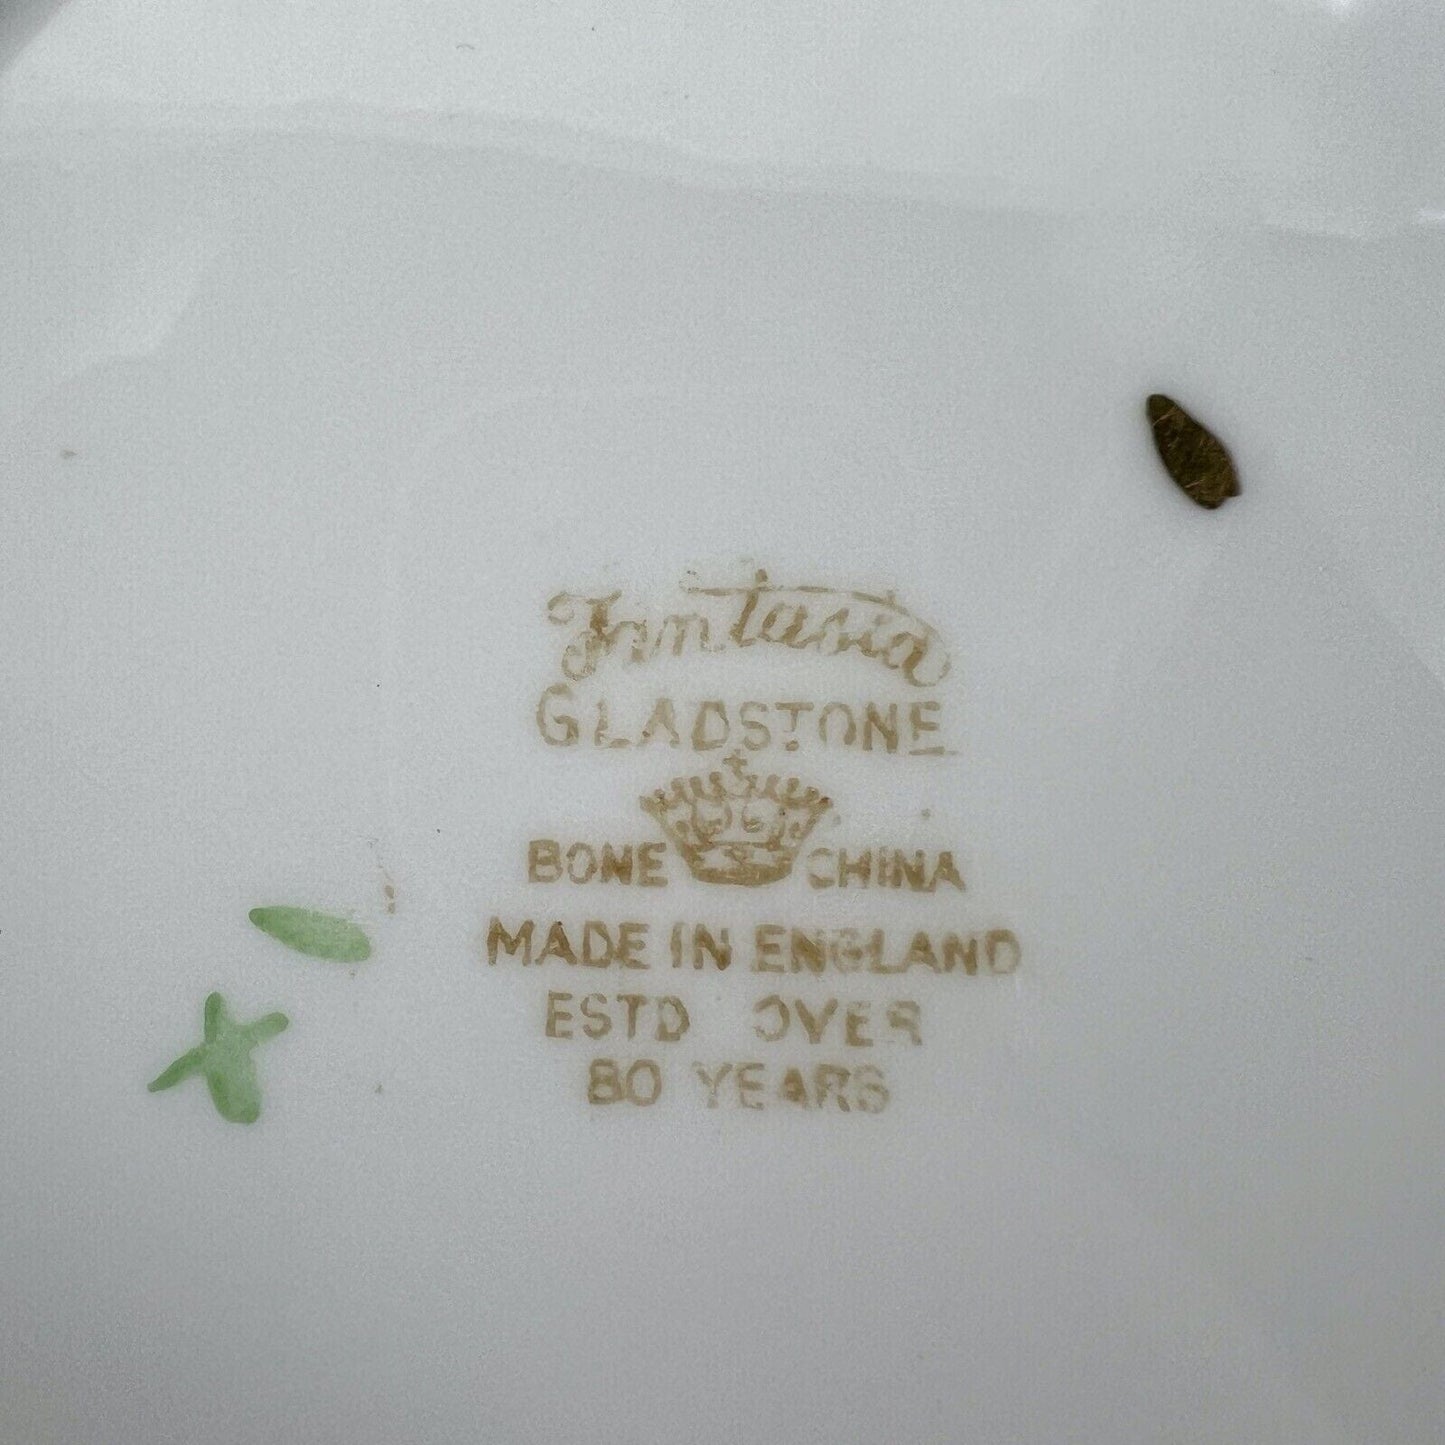 Fantasia
GLADSTONE
BONE CHINA
MADE IN ENGLAND
ESTD OVER
80 YEARS